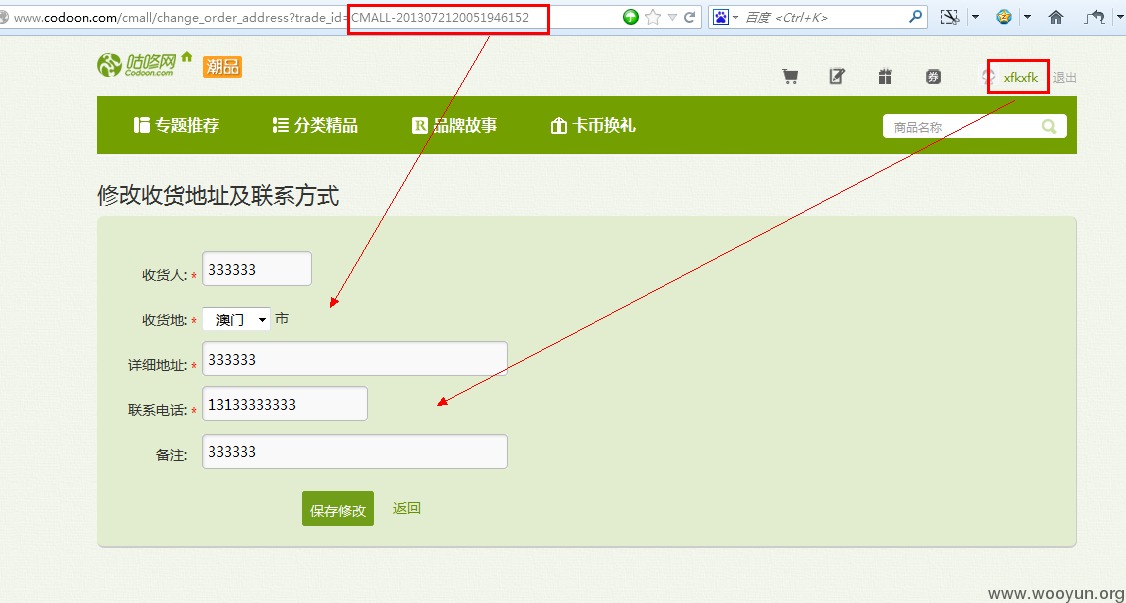 www.codoon.com/cmall/change_order_address?trade_id=CMALL-2013072120051946152
百度 <Ctrl+K>
咕咚网
Codoon.com
潮品
券
xfkxfk 退出
专题推荐 分类精品 R 品牌故事 卡币换礼
商品名称
修改收货地址及联系方式
收货人: * 333333
收货地: * 澳门 市
详细地址: * 333333
联系电话: * 13133333333
备注: 333333
保存修改 返回
www.wooyun.org